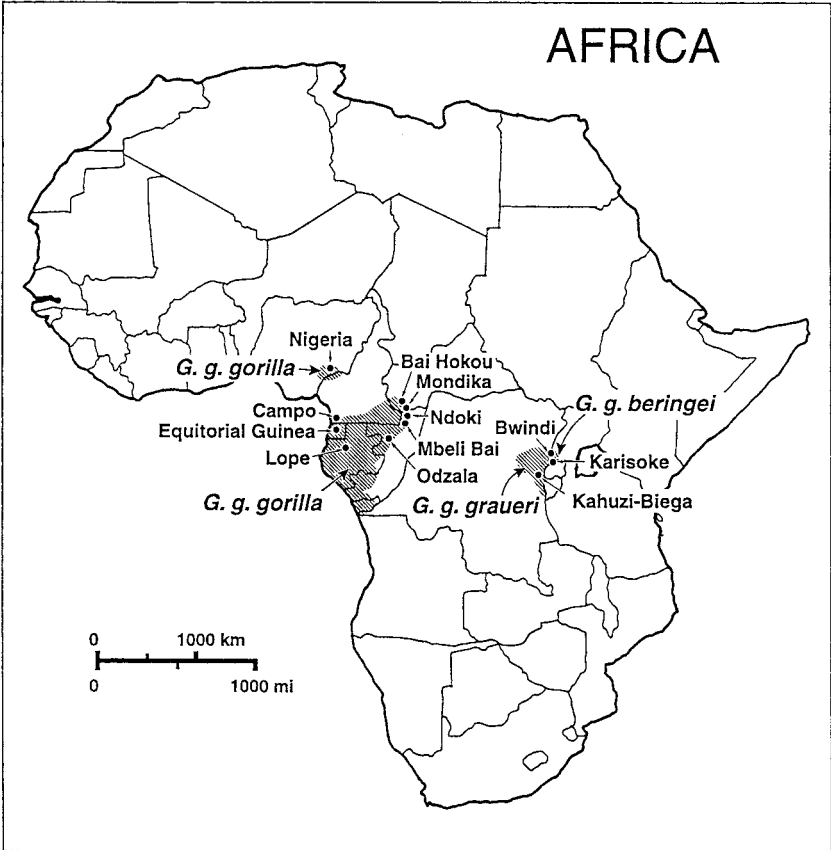 AFRICA
Nigeria
G. g. gorilla
Bai Hokou
Mondika
Campo
Ndoki
G. g. beringei
Equitorial Guinea
Bwindi
Mbeli Bai
Lope
Karisoke
Odzala
G. g. gorilla
G. g. graueri
Kahuzi-Biega
0 1000 km
0 1000 mi